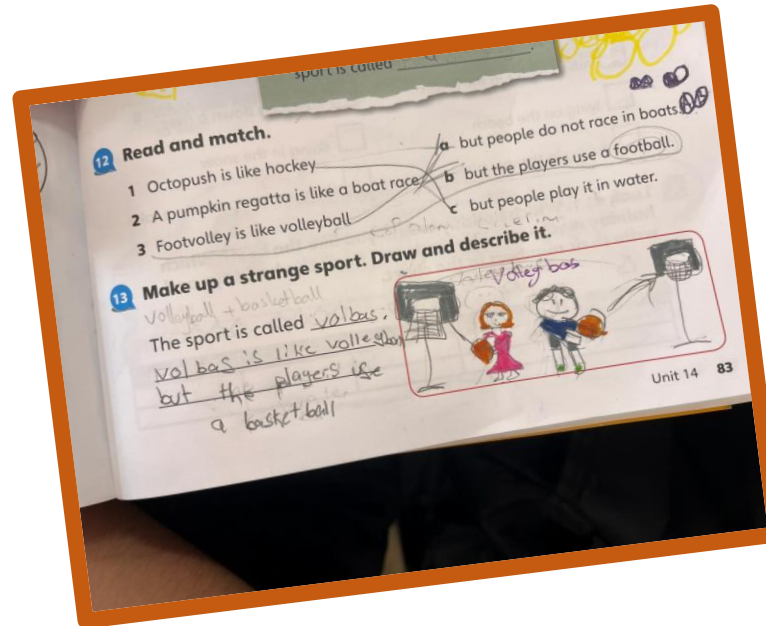 sport is called
12 Read and match.
1 Octopush is like hockey
2 A pumpkin regatta is like a boat race
3 Footvolley is like volleyball
a but people do not race in boats.
b but the players use a football.
c but people play it in water.
13 Make up a strange sport. Draw and describe it.
volleyball + basketball
The sport is called volbas.
volbas is like volleyball
but the players use
a basketball
Volleybas
Unit 14 83